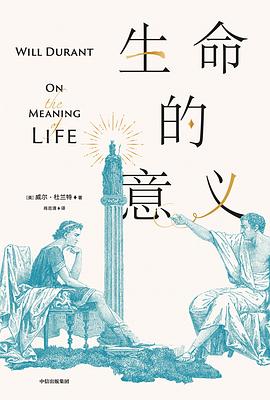 WILL DURANT
ON
the
MEANING
of
LIFE
生命
的
意义
[美] 威尔·杜兰特 著
译
中信出版集团